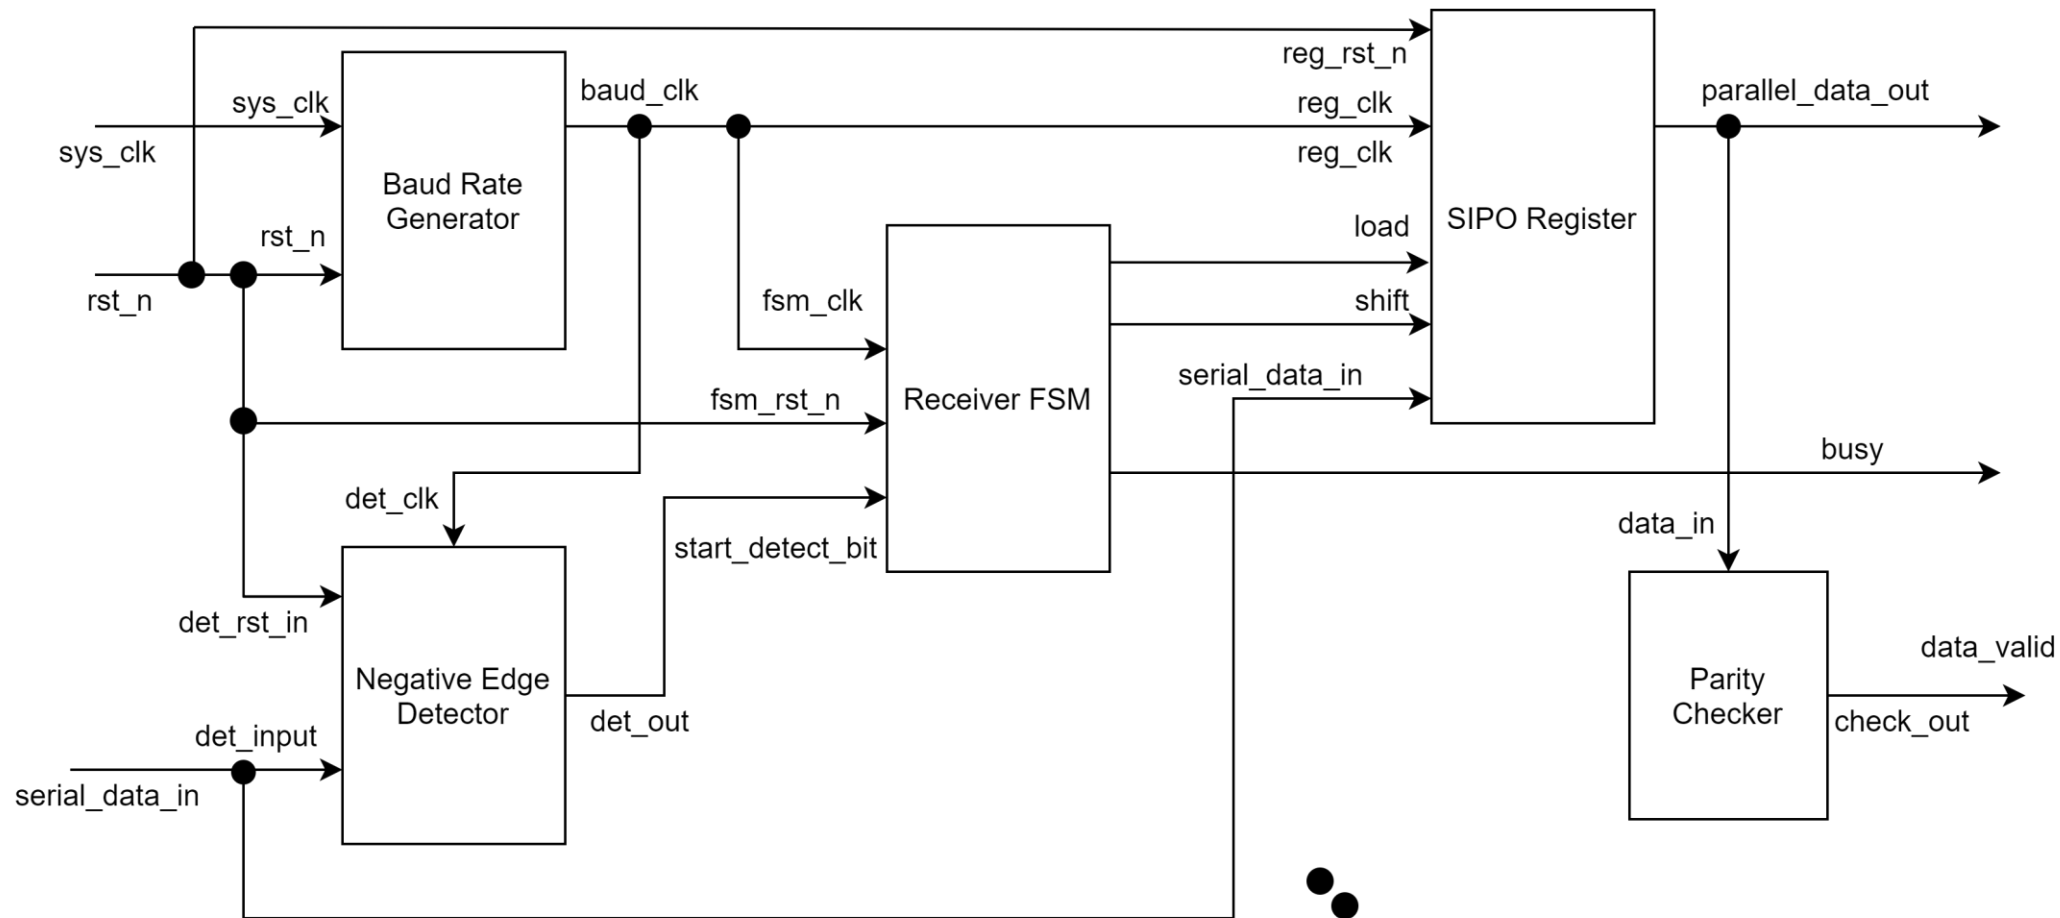 reg_rst_n
baud_clk
parallel_data_out
sys_clk
reg_clk
sys_clk
reg_clk
Baud Rate
Generator
SIPO Register
load
rst_n
rst_n
fsm_clk
shift
serial_data_in
fsm_rst_n
Receiver FSM
busy
det_clk
data_in
start_detect_bit
det_rst_in
data_valid
Negative Edge
Detector
Parity
Checker
det_out
check_out
det_input
serial_data_in